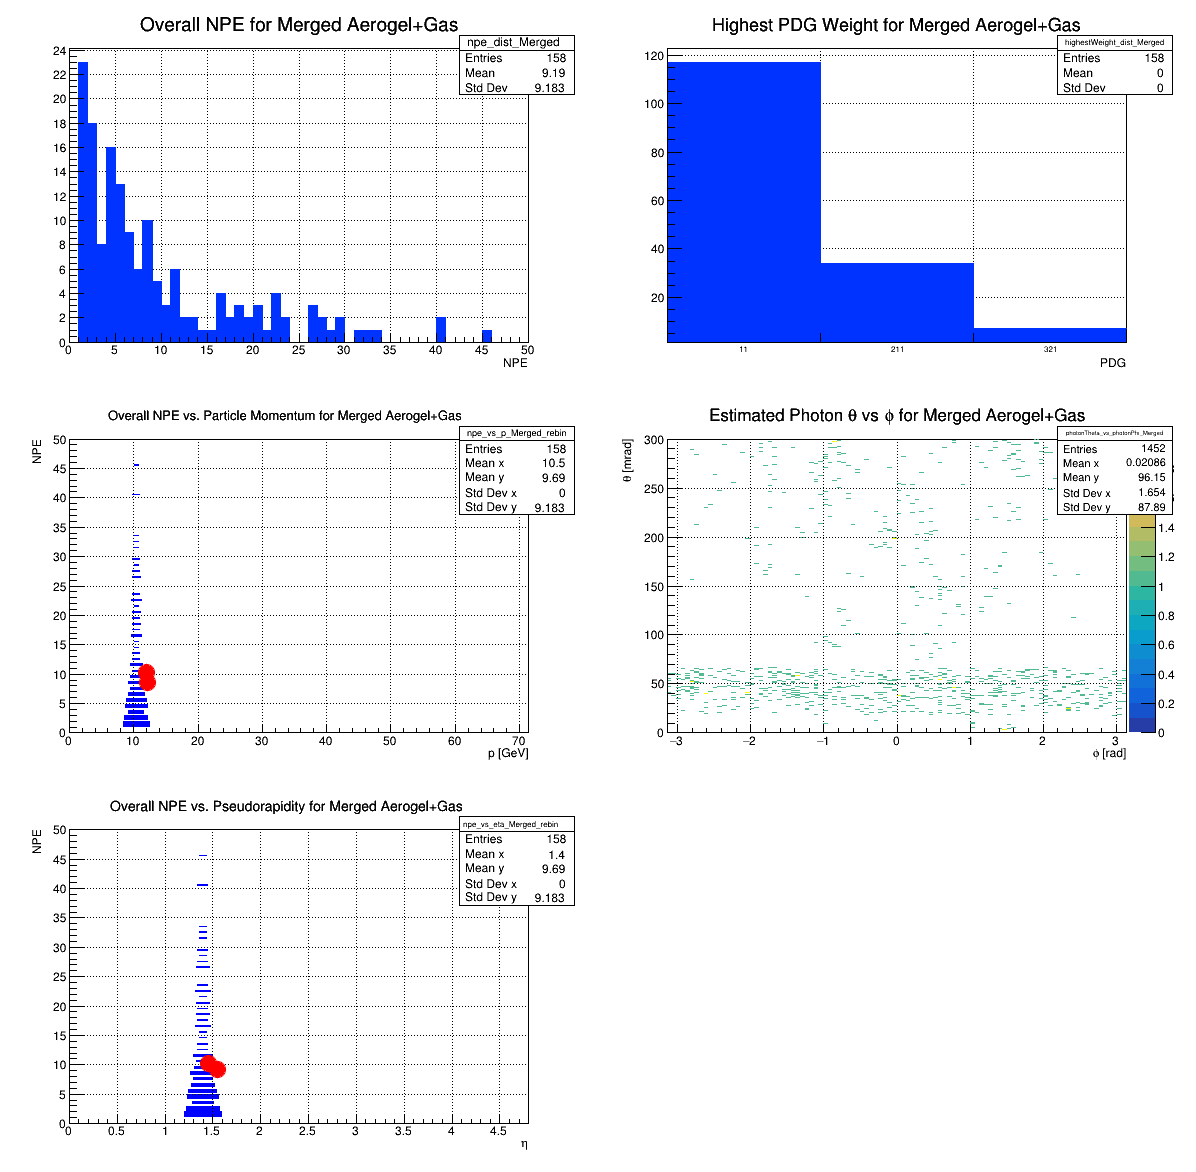 Overall NPE for Merged Aerogel+Gas
npe_dist_Merged
Entries 158
Mean 9.19
Std Dev 9.183
24
22
20
18
16
14
12
10
8
6
4
2
0
0 5 10 15 20 25 30 35 40 45 50
NPE
Highest PDG Weight for Merged Aerogel+Gas
highestWeight_dist_Merged
Entries 158
Mean 0
Std Dev 0
120
100
80
60
40
20
11 211 321
PDG
Overall NPE vs. Particle Momentum for Merged Aerogel+Gas
npe_vs_p_Merged_rebin
Entries 158
Mean x 10.5
Mean y 9.69
Std Dev x 0
Std Dev y 9.183
NPE
50
45
40
35
30
25
20
15
10
5
0
0 10 20 30 40 50 60 70
p [GeV]
Estimated Photon θ vs ϕ for Merged Aerogel+Gas
photonTheta_vs_photonPhi_Merged
Entries 1452
Mean x 0.02086
Mean y 96.15
Std Dev x 1.654
Std Dev y 87.89
θ [mrad]
300
250
200
150
100
50
0
−3 −2 −1 0 1 2 3
ϕ [rad]
1.4
1.2
1
0.8
0.6
0.4
0.2
0
Overall NPE vs. Pseudorapidity for Merged Aerogel+Gas
npe_vs_eta_Merged_rebin
Entries 158
Mean x 1.4
Mean y 9.69
Std Dev x 0
Std Dev y 9.183
NPE
50
45
40
35
30
25
20
15
10
5
0
0 0.5 1 1.5 2 2.5 3 3.5 4 4.5
η